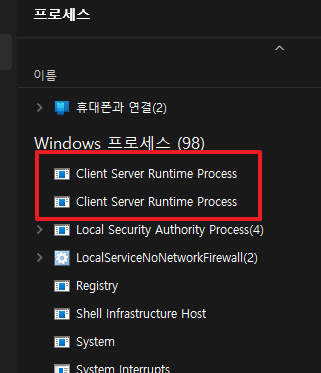 프로세스
이름
휴대폰과 연결(2)
Windows 프로세스 (98)
Client Server Runtime Process
Client Server Runtime Process
Local Security Authority Process(4)
LocalServiceNoNetworkFirewall(2)
Registry
Shell Infrastructure Host
System
System Interrupts